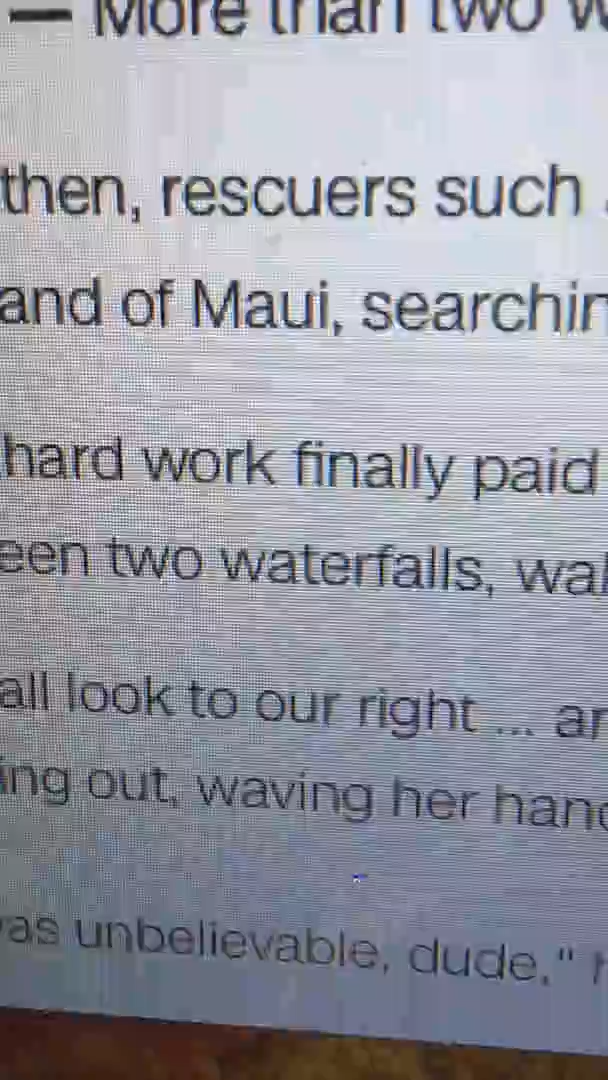 — More than two w
then, rescuers such
and of Maui, searchin
hard work finally paid
een two waterfalls, wal
all look to our right ... ar
ing out, waving her hand
as unbelievable, dude," h